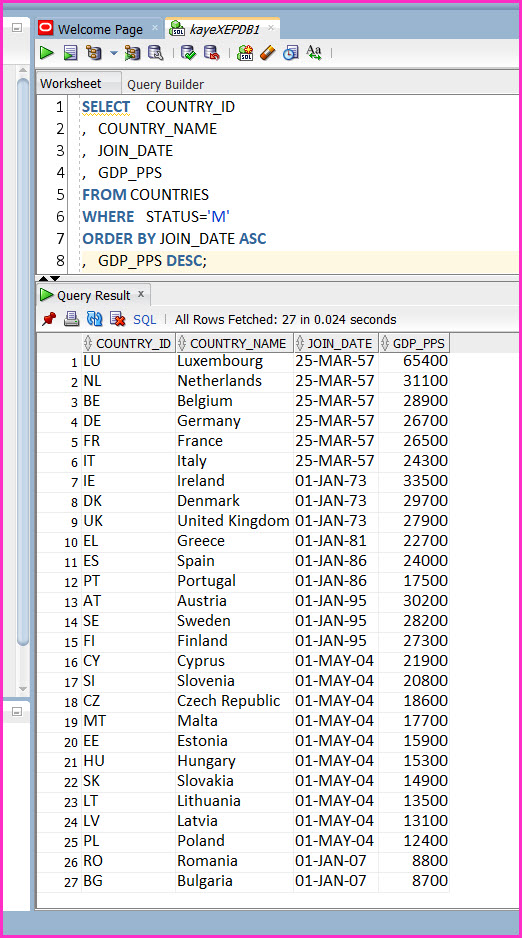 Welcome Page x kayeXEPDB1 x
SQL Aa
Worksheet Query Builder
1 SELECT COUNTRY_ID
2 , COUNTRY_NAME
3 , JOIN_DATE
4 , GDP_PPS
5 FROM COUNTRIES
6 WHERE STATUS='M'
7 ORDER BY JOIN_DATE ASC
8 , GDP_PPS DESC;
Query Result x
SQL | All Rows Fetched: 27 in 0.024 seconds
COUNTRY_ID COUNTRY_NAME JOIN_DATE GDP_PPS
1 LU Luxembourg 25-MAR-57 65400
2 NL Netherlands 25-MAR-57 31100
3 BE Belgium 25-MAR-57 28900
4 DE Germany 25-MAR-57 26700
5 FR France 25-MAR-57 26500
6 IT Italy 25-MAR-57 24300
7 IE Ireland 01-JAN-73 33500
8 DK Denmark 01-JAN-73 29700
9 UK United Kingdom 01-JAN-73 27900
10 EL Greece 01-JAN-81 22700
11 ES Spain 01-JAN-86 24000
12 PT Portugal 01-JAN-86 17500
13 AT Austria 01-JAN-95 30200
14 SE Sweden 01-JAN-95 28200
15 FI Finland 01-JAN-95 27300
16 CY Cyprus 01-MAY-04 21900
17 SI Slovenia 01-MAY-04 20800
18 CZ Czech Republic 01-MAY-04 18600
19 MT Malta 01-MAY-04 17700
20 EE Estonia 01-MAY-04 15900
21 HU Hungary 01-MAY-04 15300
22 SK Slovakia 01-MAY-04 14900
23 LT Lithuania 01-MAY-04 13500
24 LV Latvia 01-MAY-04 13100
25 PL Poland 01-MAY-04 12400
26 RO Romania 01-JAN-07 8800
27 BG Bulgaria 01-JAN-07 8700